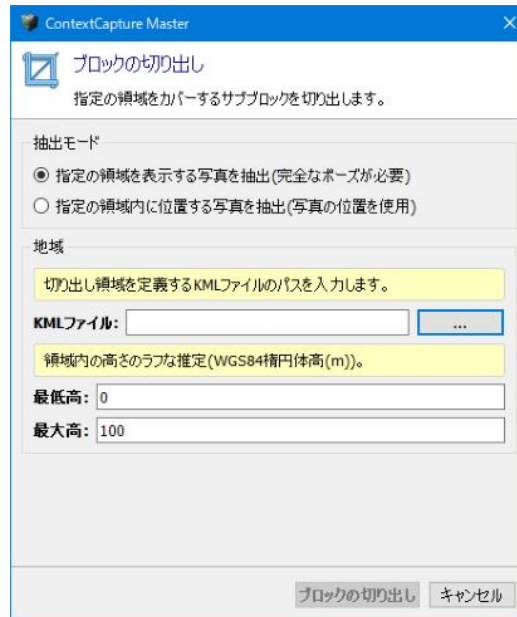 ContextCapture Master
ブロックの切り出し
指定の領域をカバーするサブブロックを切り出します。
抽出モード
指定の領域を表示する写真を抽出(完全なポーズが必要)
指定の領域内に位置する写真を抽出(写真の位置を使用)
地域
切り出し領域を定義するKMLファイルのパスを入力します。
KMLファイル: ...
領域内の高さのラフな推定(WGS84楕円体高(m))。
最低高: 0
最大高: 100
ブロックの切り出し キャンセル